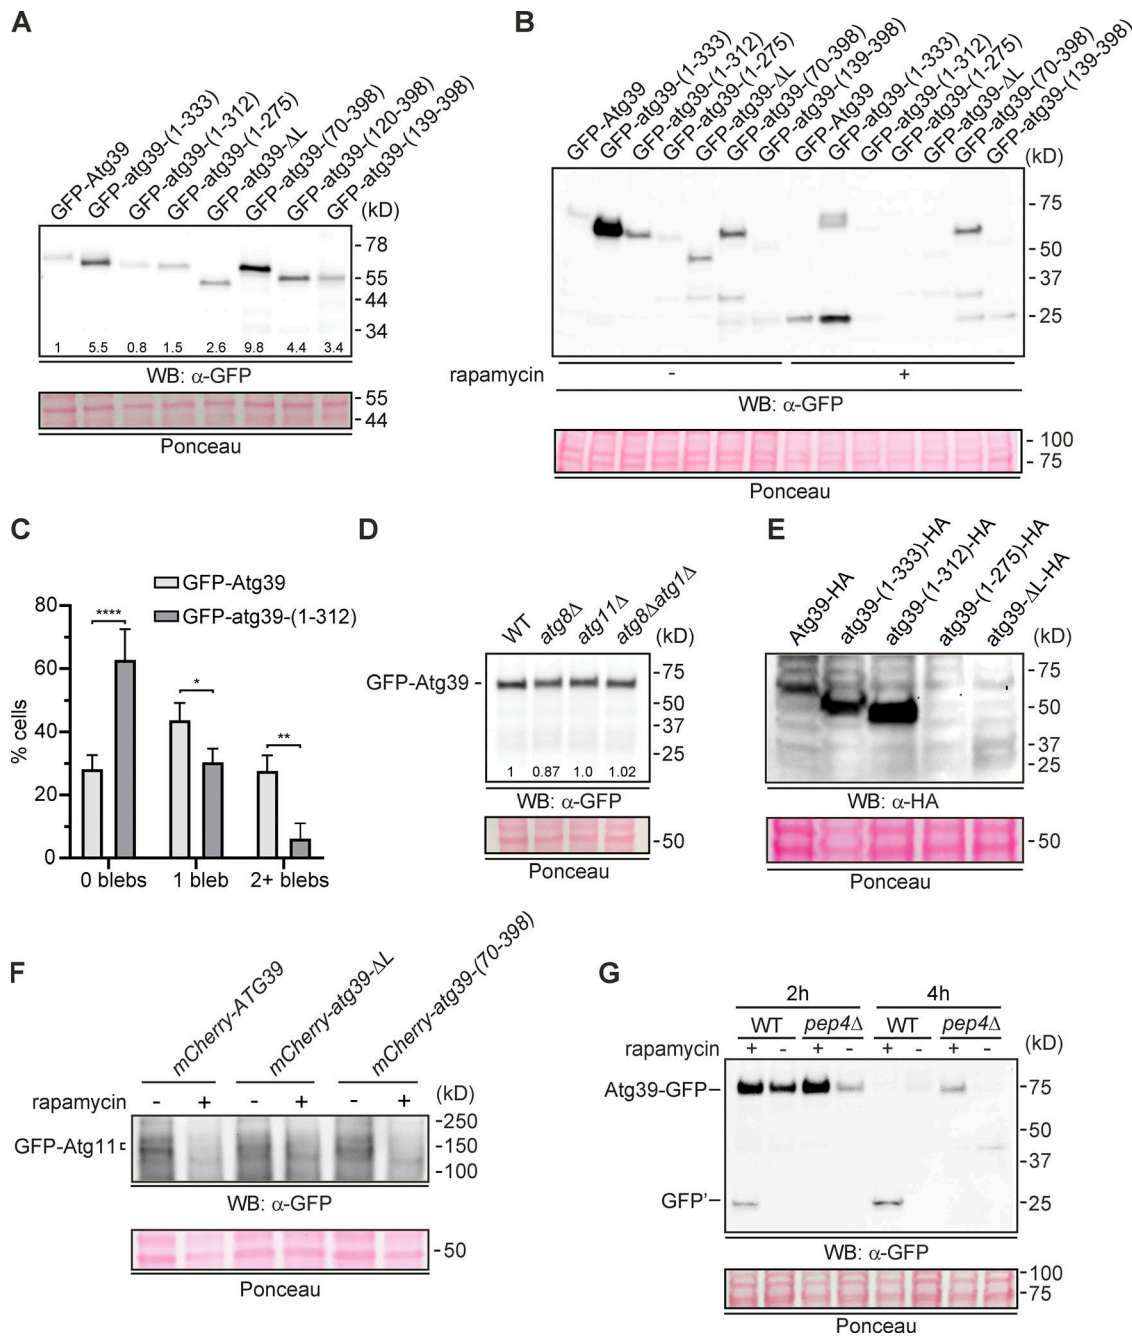 A
GFP-Atg39
GFP-atg39-(1-333)
GFP-atg39-(1-312)
GFP-atg39-(1-275)
GFP-atg39-ΔL
GFP-atg39-(70-398)
GFP-atg39-(120-398)
GFP-atg39-(139-398)
(kD)
-78
-55
-44
-34
1 5.5 0.8 1.5 2.6 9.8 4.4 3.4
WB: α-GFP
-55
-44
Ponceau
B
GFP-Atg39
GFP-atg39-(1-333)
GFP-atg39-(1-312)
GFP-atg39-(1-275)
GFP-atg39-ΔL
GFP-atg39-(70-398)
GFP-atg39-(139-398)
GFP-Atg39
GFP-atg39-(1-333)
GFP-atg39-(1-312)
GFP-atg39-(1-275)
GFP-atg39-ΔL
GFP-atg39-(70-398)
GFP-atg39-(139-398)
(kD)
-75
-50
-37
-25
rapamycin - +
WB: α-GFP
-100
-75
Ponceau
C
GFP-Atg39
GFP-atg39-(1-312)
% cells
80
60
40
20
0
****
*
**
0 blebs 1 bleb 2+ blebs
D
WT
atg8Δ
atg11Δ
atg8Δatg1Δ
(kD)
GFP-Atg39 -
-75
-50
-37
-25
1 0.87 1.0 1.02
WB: α-GFP
-50
Ponceau
E
Atg39-HA
atg39-(1-333)-HA
atg39-(1-312)-HA
atg39-(1-275)-HA
atg39-ΔL-HA
(kD)
-75
-50
-37
-25
WB: α-HA
-50
Ponceau
F
mCherry-ATG39
mCherry-atg39-ΔL
mCherry-atg39-(70-398)
(kD)
rapamycin - + - + - +
GFP-Atg11
-250
-150
-100
WB: α-GFP
-50
Ponceau
G
2h 4h
WT pep4Δ WT pep4Δ
rapamycin + - + - + - + -
(kD)
Atg39-GFP–
GFP'–
-75
-50
-37
-25
WB: α-GFP
-100
-75
Ponceau